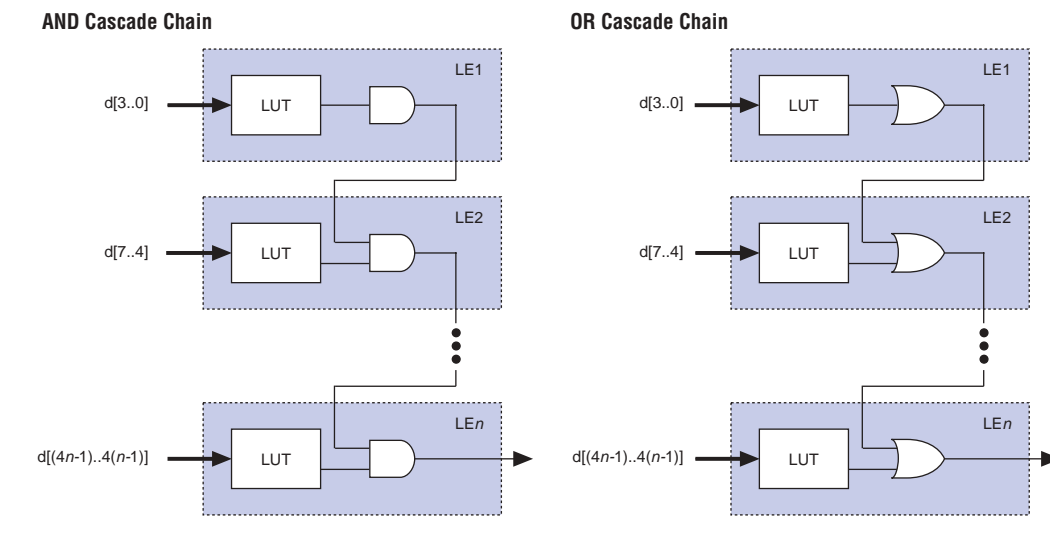 AND Cascade Chain
LE1
d[3..0]
LUT
LE2
d[7..4]
LUT
LEn
d[(4n-1)..4(n-1)]
LUT
OR Cascade Chain
LE1
d[3..0]
LUT
LE2
d[7..4]
LUT
LEn
d[(4n-1)..4(n-1)]
LUT